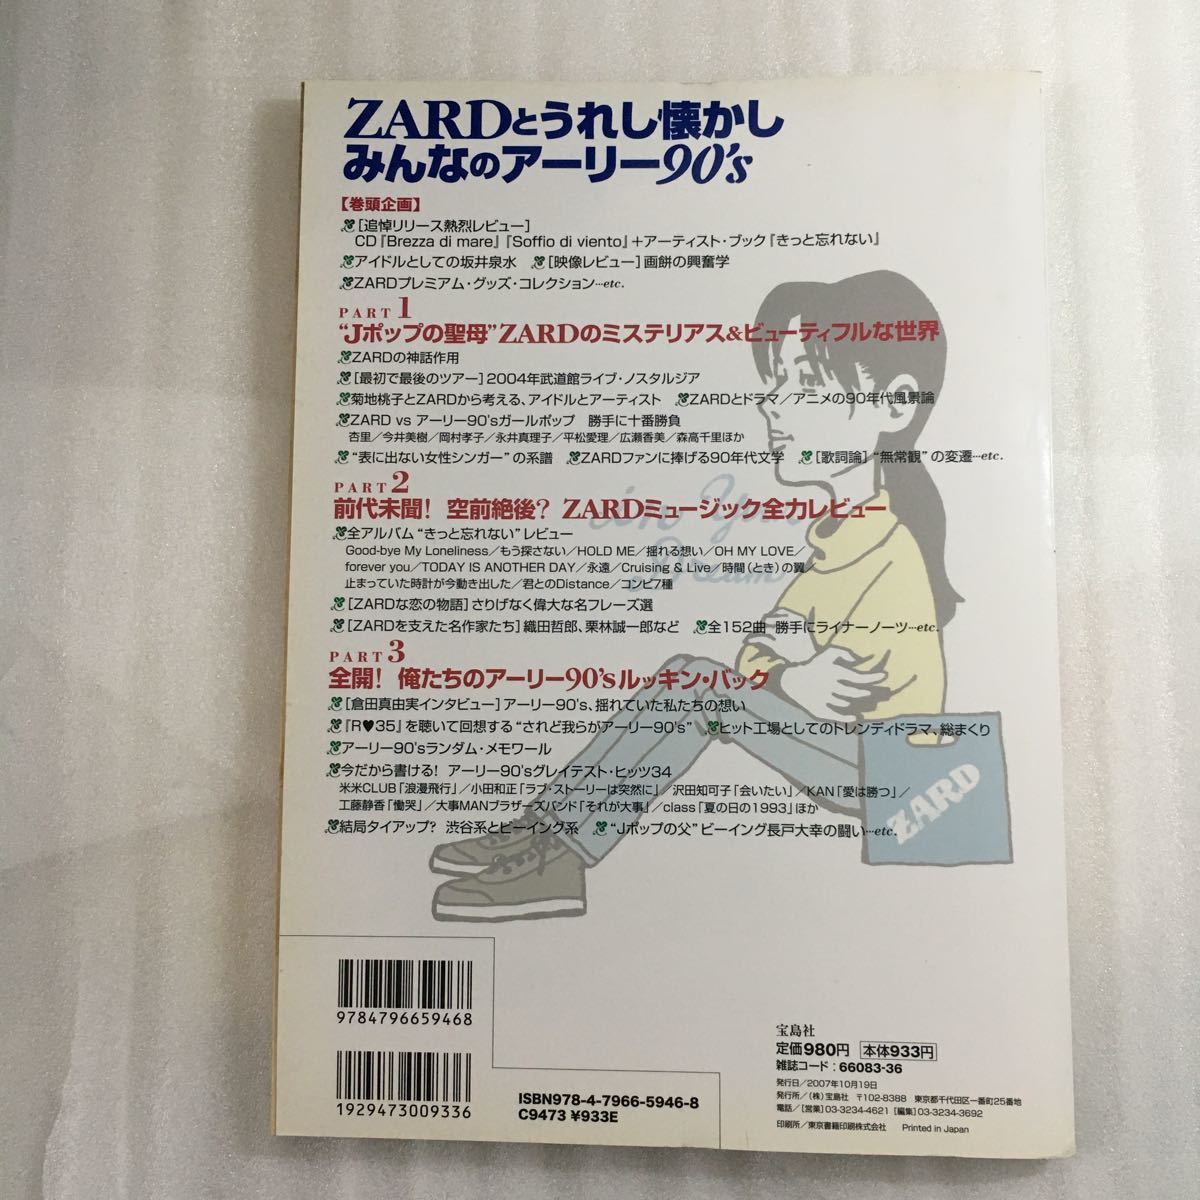 ZARDとうれし懐かし
みんなのアーリー90's
【巻頭企画】
[追悼リリース熱烈レビュー]
CD『Brezza di mare』『Soffio di viento』＋アーティスト・ブック『きっと忘れない』
アイドルとしての坂井泉水 [映像レビュー]画餅の興奮学
ZARDプレミアム・グッズ・コレクション…etc.
PART 1
“Jポップの聖母”ZARDのミステリアス&ビューティフルな世界
ZARDの神話作用
[最初で最後のツアー]2004年武道館ライブ・ノスタルジア
菊地桃子とZARDから考える、アイドルとアーティスト ZARDとドラマ／アニメの90年代風景論
ZARD vs アーリー90'sガールポップ 勝手に十番勝負
杏里／今井美樹／岡村孝子／永井真理子／平松愛理／広瀬香美／森高千里ほか
“表に出ない女性シンガー”の系譜 ZARDファンに捧げる90年代文学 [歌詞論]“無常観”の変遷…etc.
PART 2
前代未聞！ 空前絶後？ ZARDミュージック全力レビュー
全アルバム“きっと忘れない”レビュー
Good-bye My Loneliness／もう探さない／HOLD ME／揺れる想い／OH MY LOVE／
forever you／TODAY IS ANOTHER DAY／永遠／Cruising & Live／時間（とき）の翼／
止まっていた時計が今動き出した／君とのDistance／コンピ7種
[ZARDな恋の物語]さりげなく偉大な名フレーズ選
[ZARDを支えた名作家たち]織田哲郎、栗林誠一郎など 全152曲 勝手にライナーノーツ…etc.
PART 3
全開！ 俺たちのアーリー90'sルッキン・バック
[倉田真由実インタビュー]アーリー90's、揺れていた私たちの想い
『R♥35』を聴いて回想する“されど我らがアーリー90's” ヒット工場としてのトレンディドラマ、総まくり
アーリー90'sランダム・メモワール
今だから書ける！ アーリー90'sグレイテスト・ヒッツ34
米米CLUB「浪漫飛行」／小田和正「ラブ・ストーリーは突然に」／沢田知可子「会いたい」／KAN「愛は勝つ」／
工藤静香「慟哭」／大事MANブラザーズバンド「それが大事」／class「夏の日の1993」ほか
結局タイアップ？ 渋谷系とビーイング系 “Jポップの父”ビーイング長戸大幸の闘い…etc.
in Your
Dream
ZARD
9784796659468
1929473009336
ISBN978-4-7966-5946-8
C9473 ¥933E
宝島社
定価980円 本体933円
雑誌コード：66083-36
発行日／2007年10月19日
発行所／（株）宝島社 〒102-8388 東京都千代田区一番町25番地
電話／[営業]03-3234-4621 [編集]03-3234-3692
印刷所／東京書籍印刷株式会社 Printed in Japan